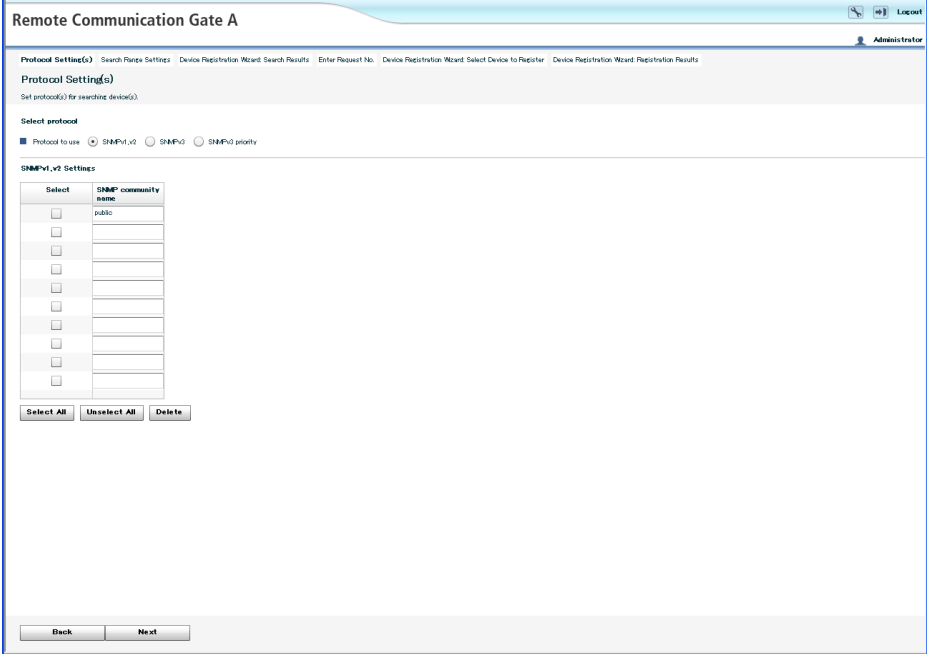 Remote Communication Gate A
Logout
Administrator
Protocol Setting(s) Search Range Settings Device Registration Wizard: Search Results Enter Request No. Device Registration Wizard: Select Device to Register Device Registration Wizard: Registration Results
Protocol Setting(s)
Set protocol(s) for searching device(s).
Select protocol
Protocol to use SNMPv1,v2 SNMPv3 SNMPv3 priority
SNMPv1,v2 Settings
Select SNMP community name
public
Select All Unselect All Delete
Back Next